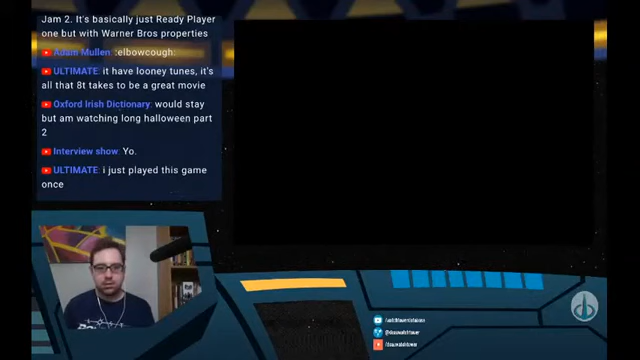 Jam 2. It's basically just Ready Player
one but with Warner Bros properties
Adam Mullen: :elbowcough:
ULTIMATE: it have looney tunes, it's
all that 8t takes to be a great movie
Oxford Irish Dictionary: would stay
but am watching long halloween part
2
Interview show: Yo.
ULTIMATE: i just played this game
once